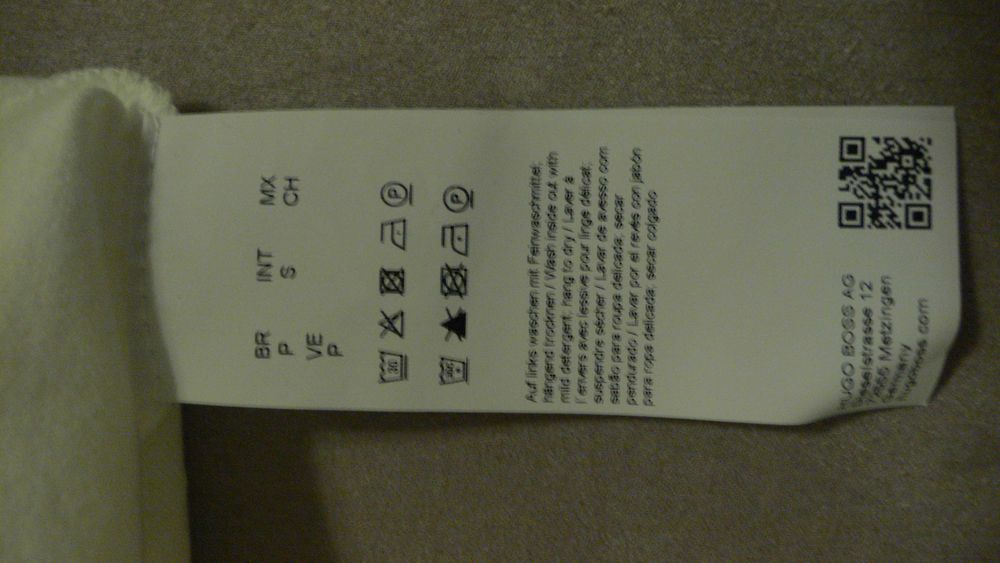 BR INT MX
P S CH
VE
P
30
Auf links waschen mit Feinwaschmittel;
hängend trocknen / Wash inside out with
mild detergent; hang to dry / Laver à
l'envers avec lessive pour linge délicat;
suspendre sécher / Lavar de avesso com
sabão para roupa delicada; secar
pendurado / Lavar por el revés con jabón
para ropa delicada; secar colgado
HUGO BOSS AG
Dieselstrasse 12
72555 Metzingen
Germany
hugoboss.com